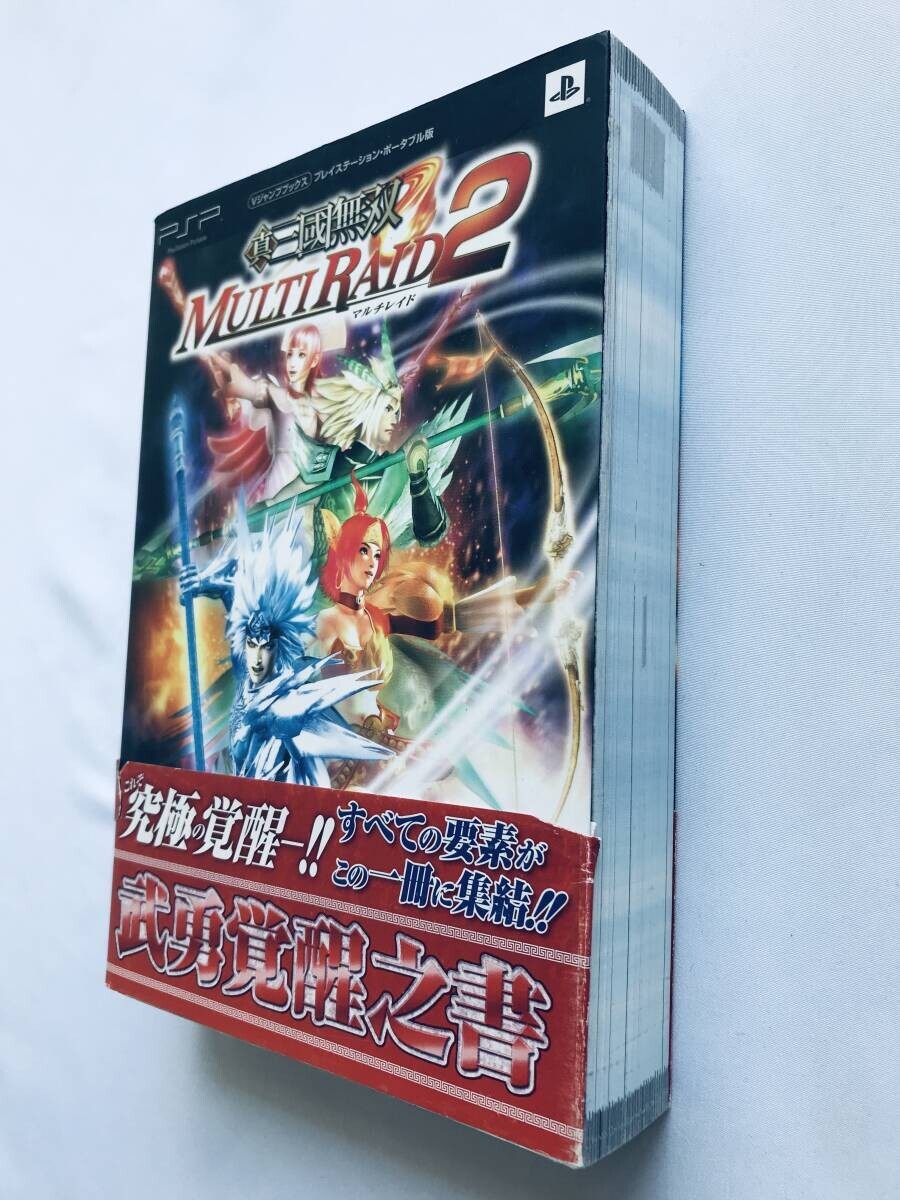 Vジャンプブックス プレイステーション・ポータブル版
PSP
PlayStation Portable
真・三國無双
MULTI RAID 2
マルチレイド
これぞ
究極の覚醒―!!
すべての要素が
この一冊に集結!!
武勇覚醒之書